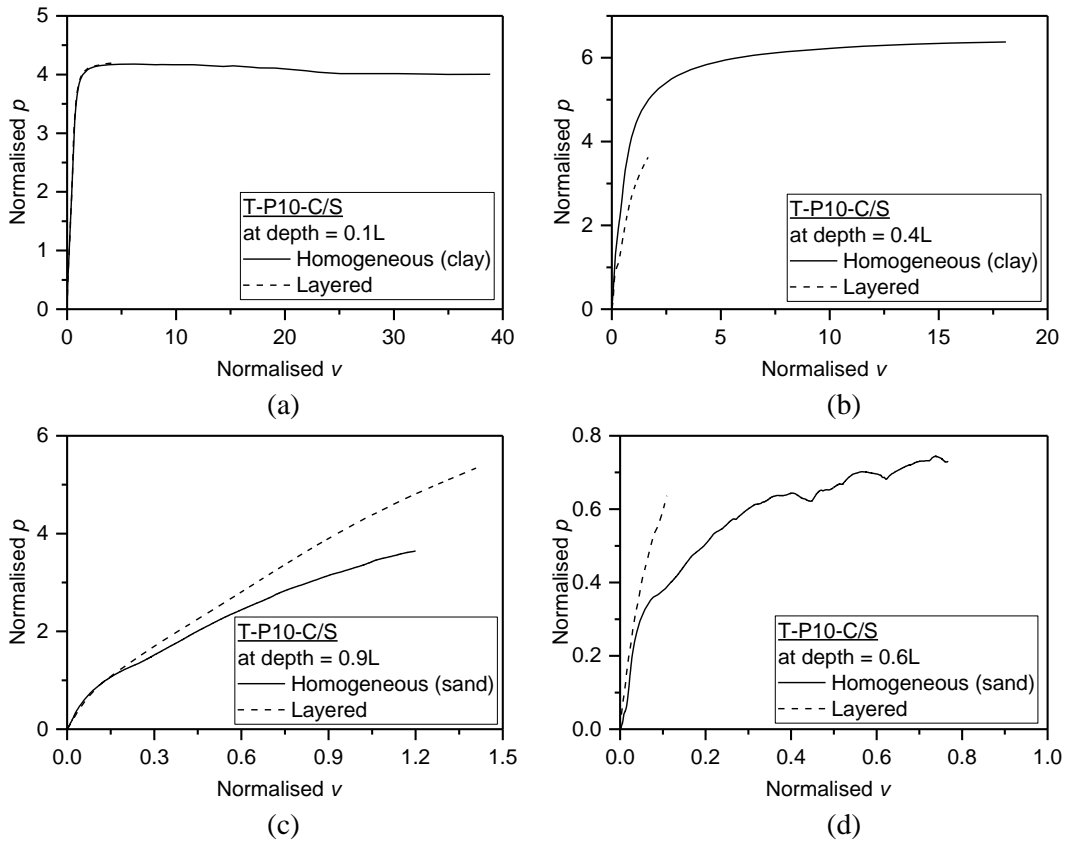 5
4
3
2
1
0
Normalised p
T-P10-C/S
at depth = 0.1L
Homogeneous (clay)
Layered
0 10 20 30 40
Normalised v
(a)
6
4
2
0
Normalised p
T-P10-C/S
at depth = 0.4L
Homogeneous (clay)
Layered
0 5 10 15 20
Normalised v
(b)
6
4
2
0
Normalised p
T-P10-C/S
at depth = 0.9L
Homogeneous (sand)
Layered
0.0 0.3 0.6 0.9 1.2 1.5
Normalised v
(c)
0.8
0.6
0.4
0.2
0.0
Normalised p
T-P10-C/S
at depth = 0.6L
Homogeneous (sand)
Layered
0.0 0.2 0.4 0.6 0.8 1.0
Normalised v
(d)